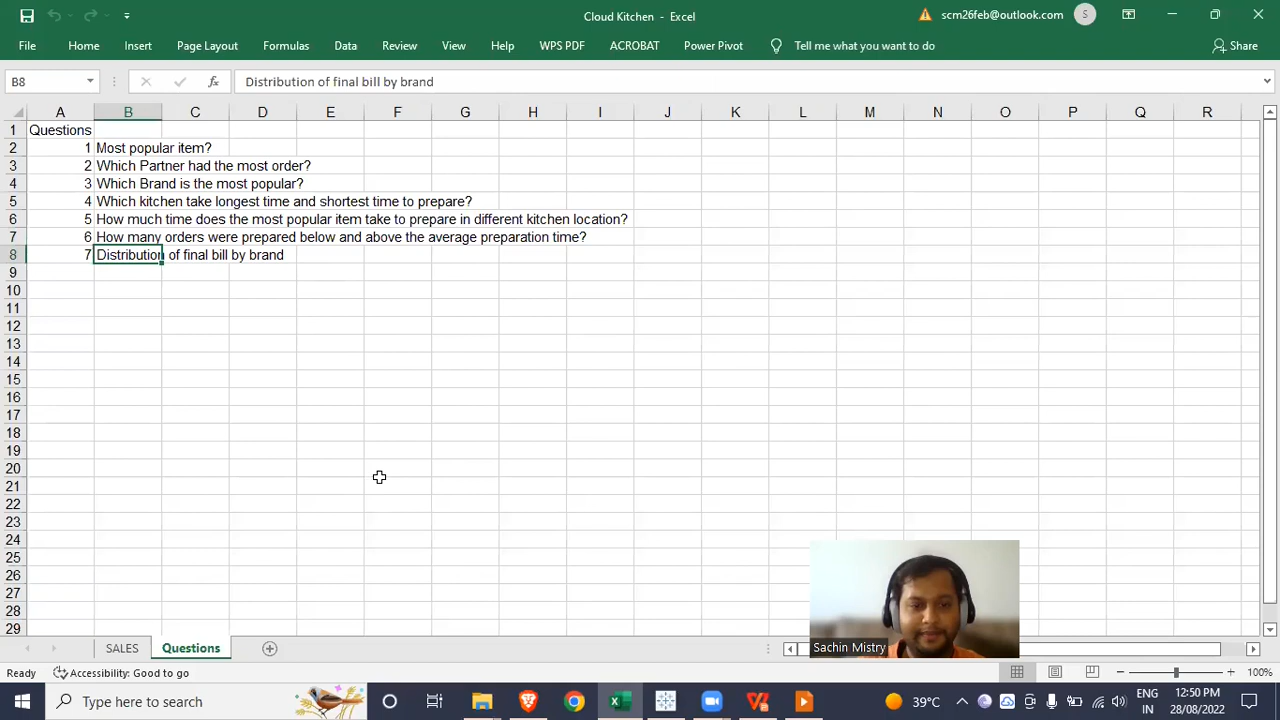 Cloud Kitchen - Excel
scm26feb@outlook.com
S
File Home Insert Page Layout Formulas Data Review View Help WPS PDF ACROBAT Power Pivot Tell me what you want to do Share
B8 fx Distribution of final bill by brand
A B C D E F G H I J K L M N O P Q R
1 Questions
2 1 Most popular item?
3 2 Which Partner had the most order?
4 3 Which Brand is the most popular?
5 4 Which kitchen take longest time and shortest time to prepare?
6 5 How much time does the most popular item take to prepare in different kitchen location?
7 6 How many orders were prepared below and above the average preparation time?
8 7 Distribution of final bill by brand
9
10
11
12
13
14
15
16
17
18
19
20
21
22
23
24
25
26
27
28
29
Sachin Mistry
SALES Questions
Ready Accessibility: Good to go 100%
Type here to search
39°C
ENG
IN
12:50 PM
28/08/2022